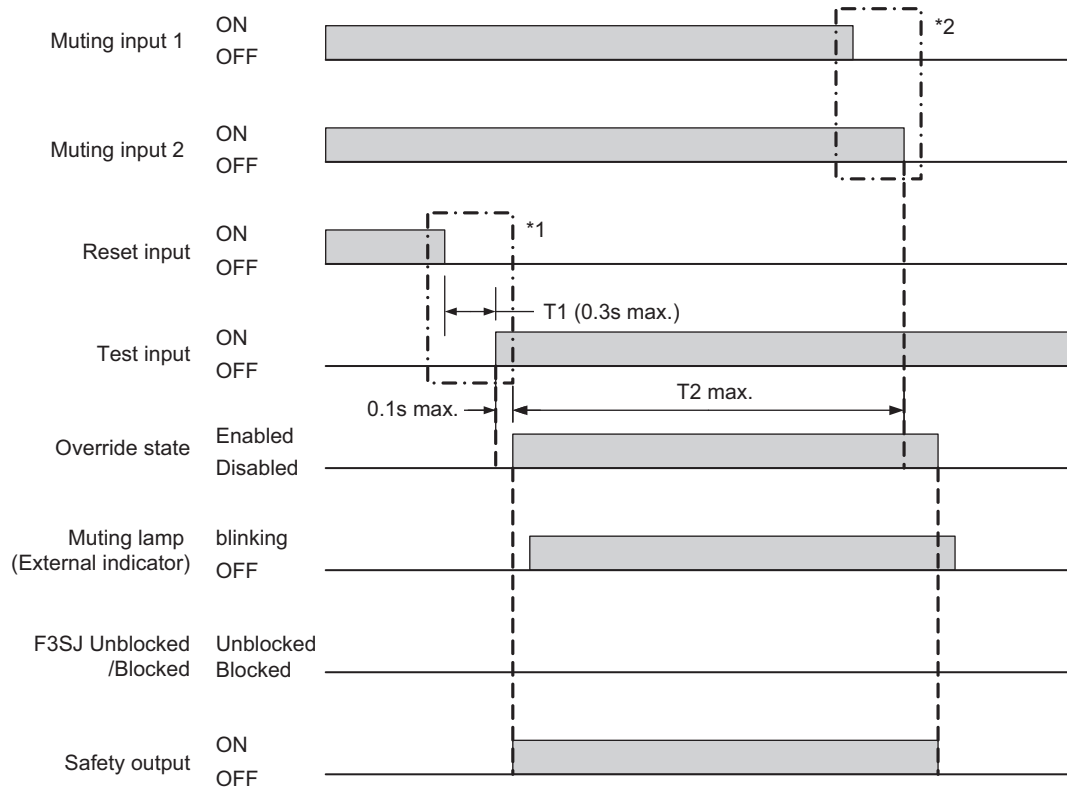 Muting input 1
ON
OFF
*2
Muting input 2
ON
OFF
Reset input
ON
OFF
*1
T1 (0.3s max.)
Test input
ON
OFF
0.1s max.
T2 max.
Override state
Enabled
Disabled
Muting lamp
(External indicator)
blinking
OFF
F3SJ Unblocked
/Blocked
Unblocked
Blocked
Safety output
ON
OFF